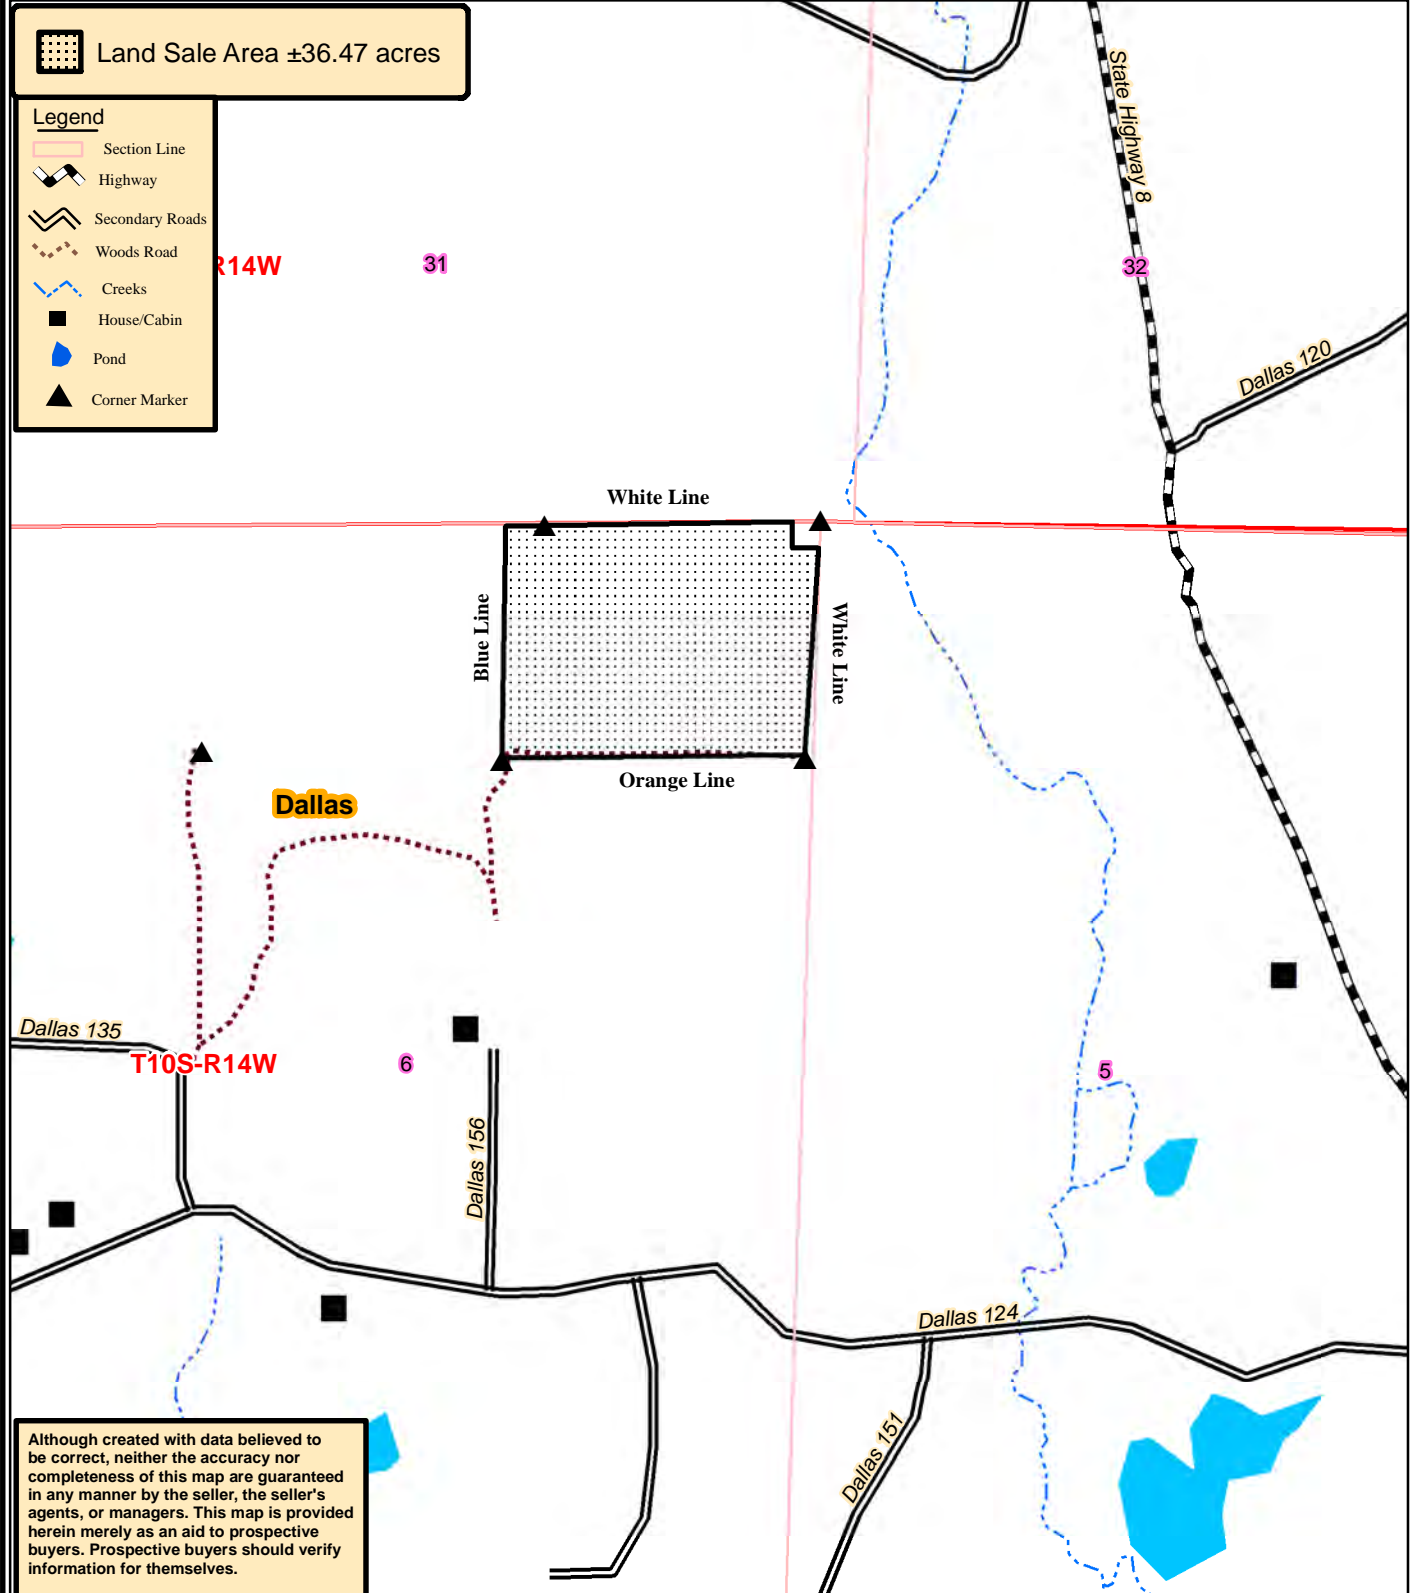 Land Sale Area ±36.47 acres
Legend
Section Line
Highway
Secondary Roads
Woods Road
Creeks
House/Cabin
Pond
Corner Marker
R14W
31
State Highway 8
32
Dallas 120
White Line
Blue Line
White Line
Orange Line
Dallas
Dallas 135
T10S-R14W
6
5
Dallas 156
Dallas 124
Dallas 151
Although created with data believed to
be correct, neither the accuracy nor
completeness of this map are guaranteed
in any manner by the seller, the seller's
agents, or managers. This map is provided
herein merely as an aid to prospective
buyers. Prospective buyers should verify
information for themselves.